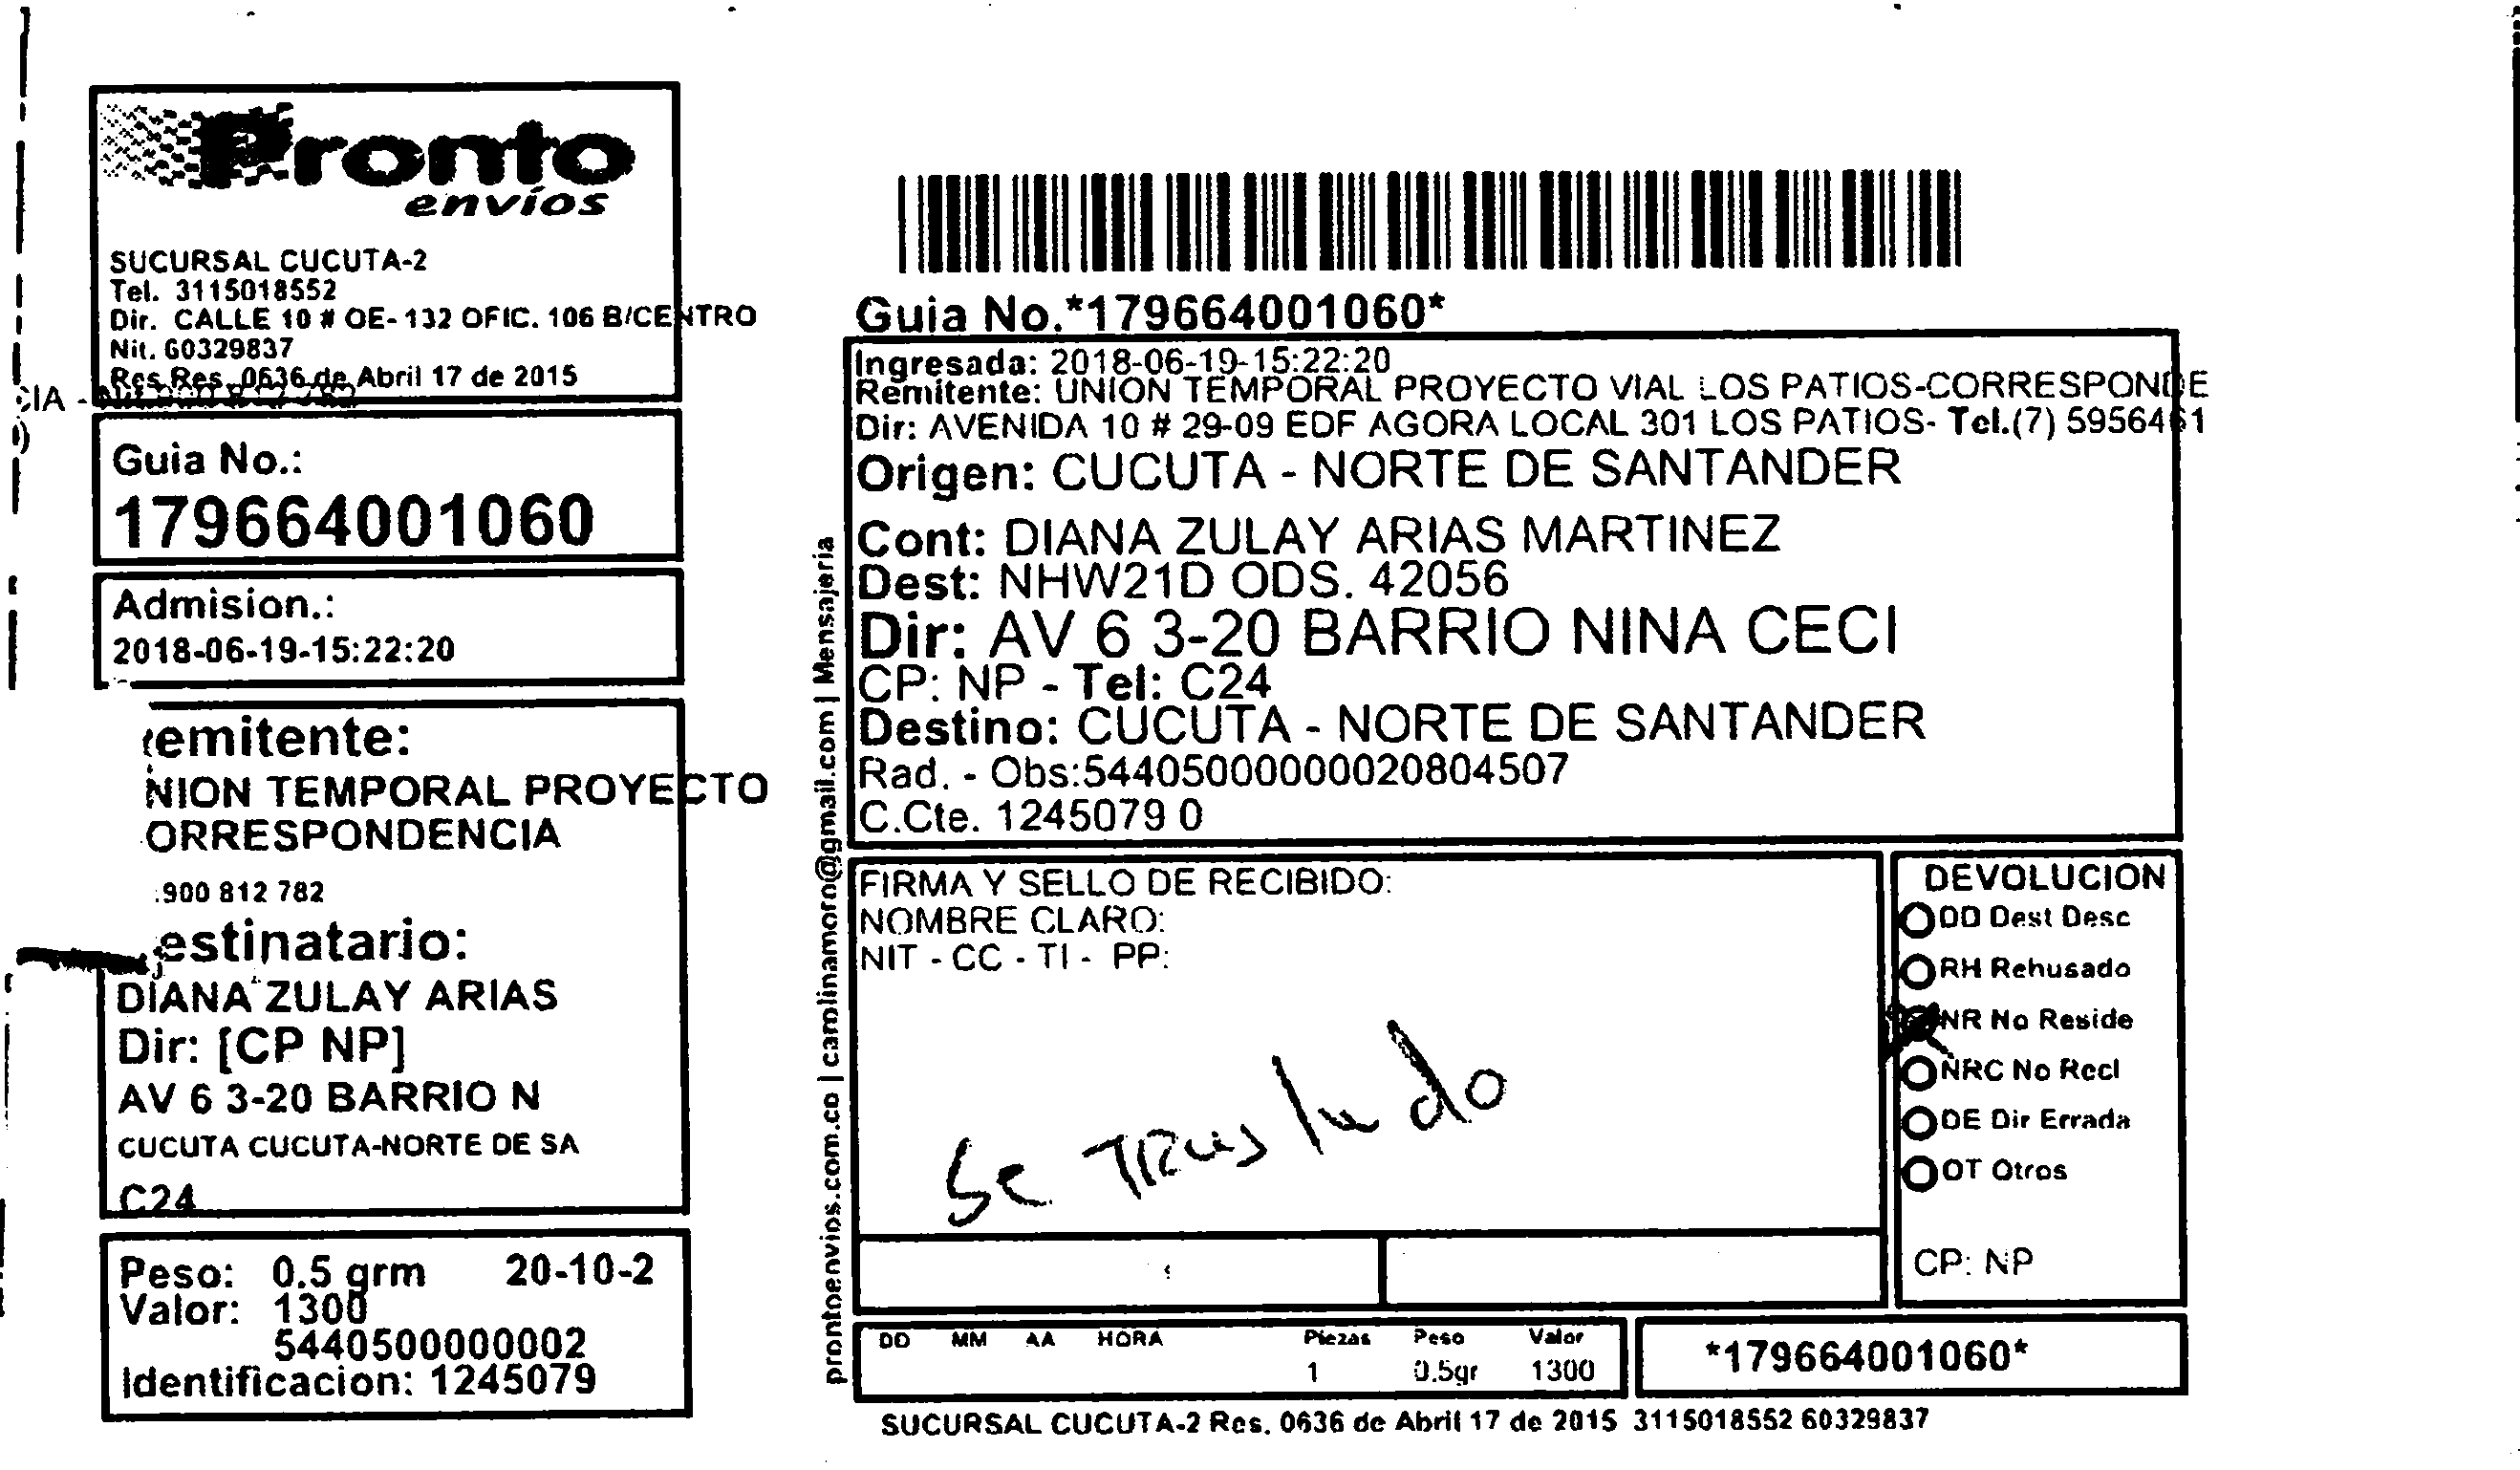 Pronto
envíos
SUCURSAL CUCUTA-2
Tel. 3115018552
Dir. CALLE 10 # OE-132 OFIC. 106 B/CENTRO
Nit. 60329837
Res Res. 0636 de Abril 17 de 2015
CIA -
Guia No.:
179664001060
Admision.:
2018-06-19-15:22:20
emitente:
NION TEMPORAL PROYECTO
ORRESPONDENCIA
900 812 782
estinatario:
DIANA ZULAY ARIAS
Dir: [CP NP]
AV 6 3-20 BARRIO N
CUCUTA CUCUTA-NORTE DE SA
C24
Peso: 0.5 grm 20-10-2
Valor: 1300
5440500000002
Identificacion: 1245079
prontoenvios.com.co | carolinamoro@gmail.com | Mensajeria
Guia No.*179664001060*
Ingresada: 2018-06-19-15:22:20
Remitente: UNION TEMPORAL PROYECTO VIAL LOS PATIOS-CORRESPONDE
Dir: AVENIDA 10 # 29-09 EDF AGORA LOCAL 301 LOS PATIOS- Tel.(7) 5956461
Origen: CUCUTA - NORTE DE SANTANDER
Cont: DIANA ZULAY ARIAS MARTINEZ
Dest: NHW21D ODS. 42056
Dir: AV 6 3-20 BARRIO NINA CECI
CP: NP - Tel: C24
Destino: CUCUTA - NORTE DE SANTANDER
Rad. - Obs:544050000000020804507
C.Cte. 1245079 0
FIRMA Y SELLO DE RECIBIDO:
NOMBRE CLARO:
NIT - CC - TI - PP:
Se Traslado
DEVOLUCION
DD Dest Desc
RH Rehusado
NR No Reside
NRC No Recl
DE Dir Errada
OT Otros
CP: NP
DD MM AA HORA Piezas Peso Valor
1 0.5gr 1300
*179664001060*
SUCURSAL CUCUTA-2 Res. 0636 de Abril 17 de 2015 3115018552 60329837